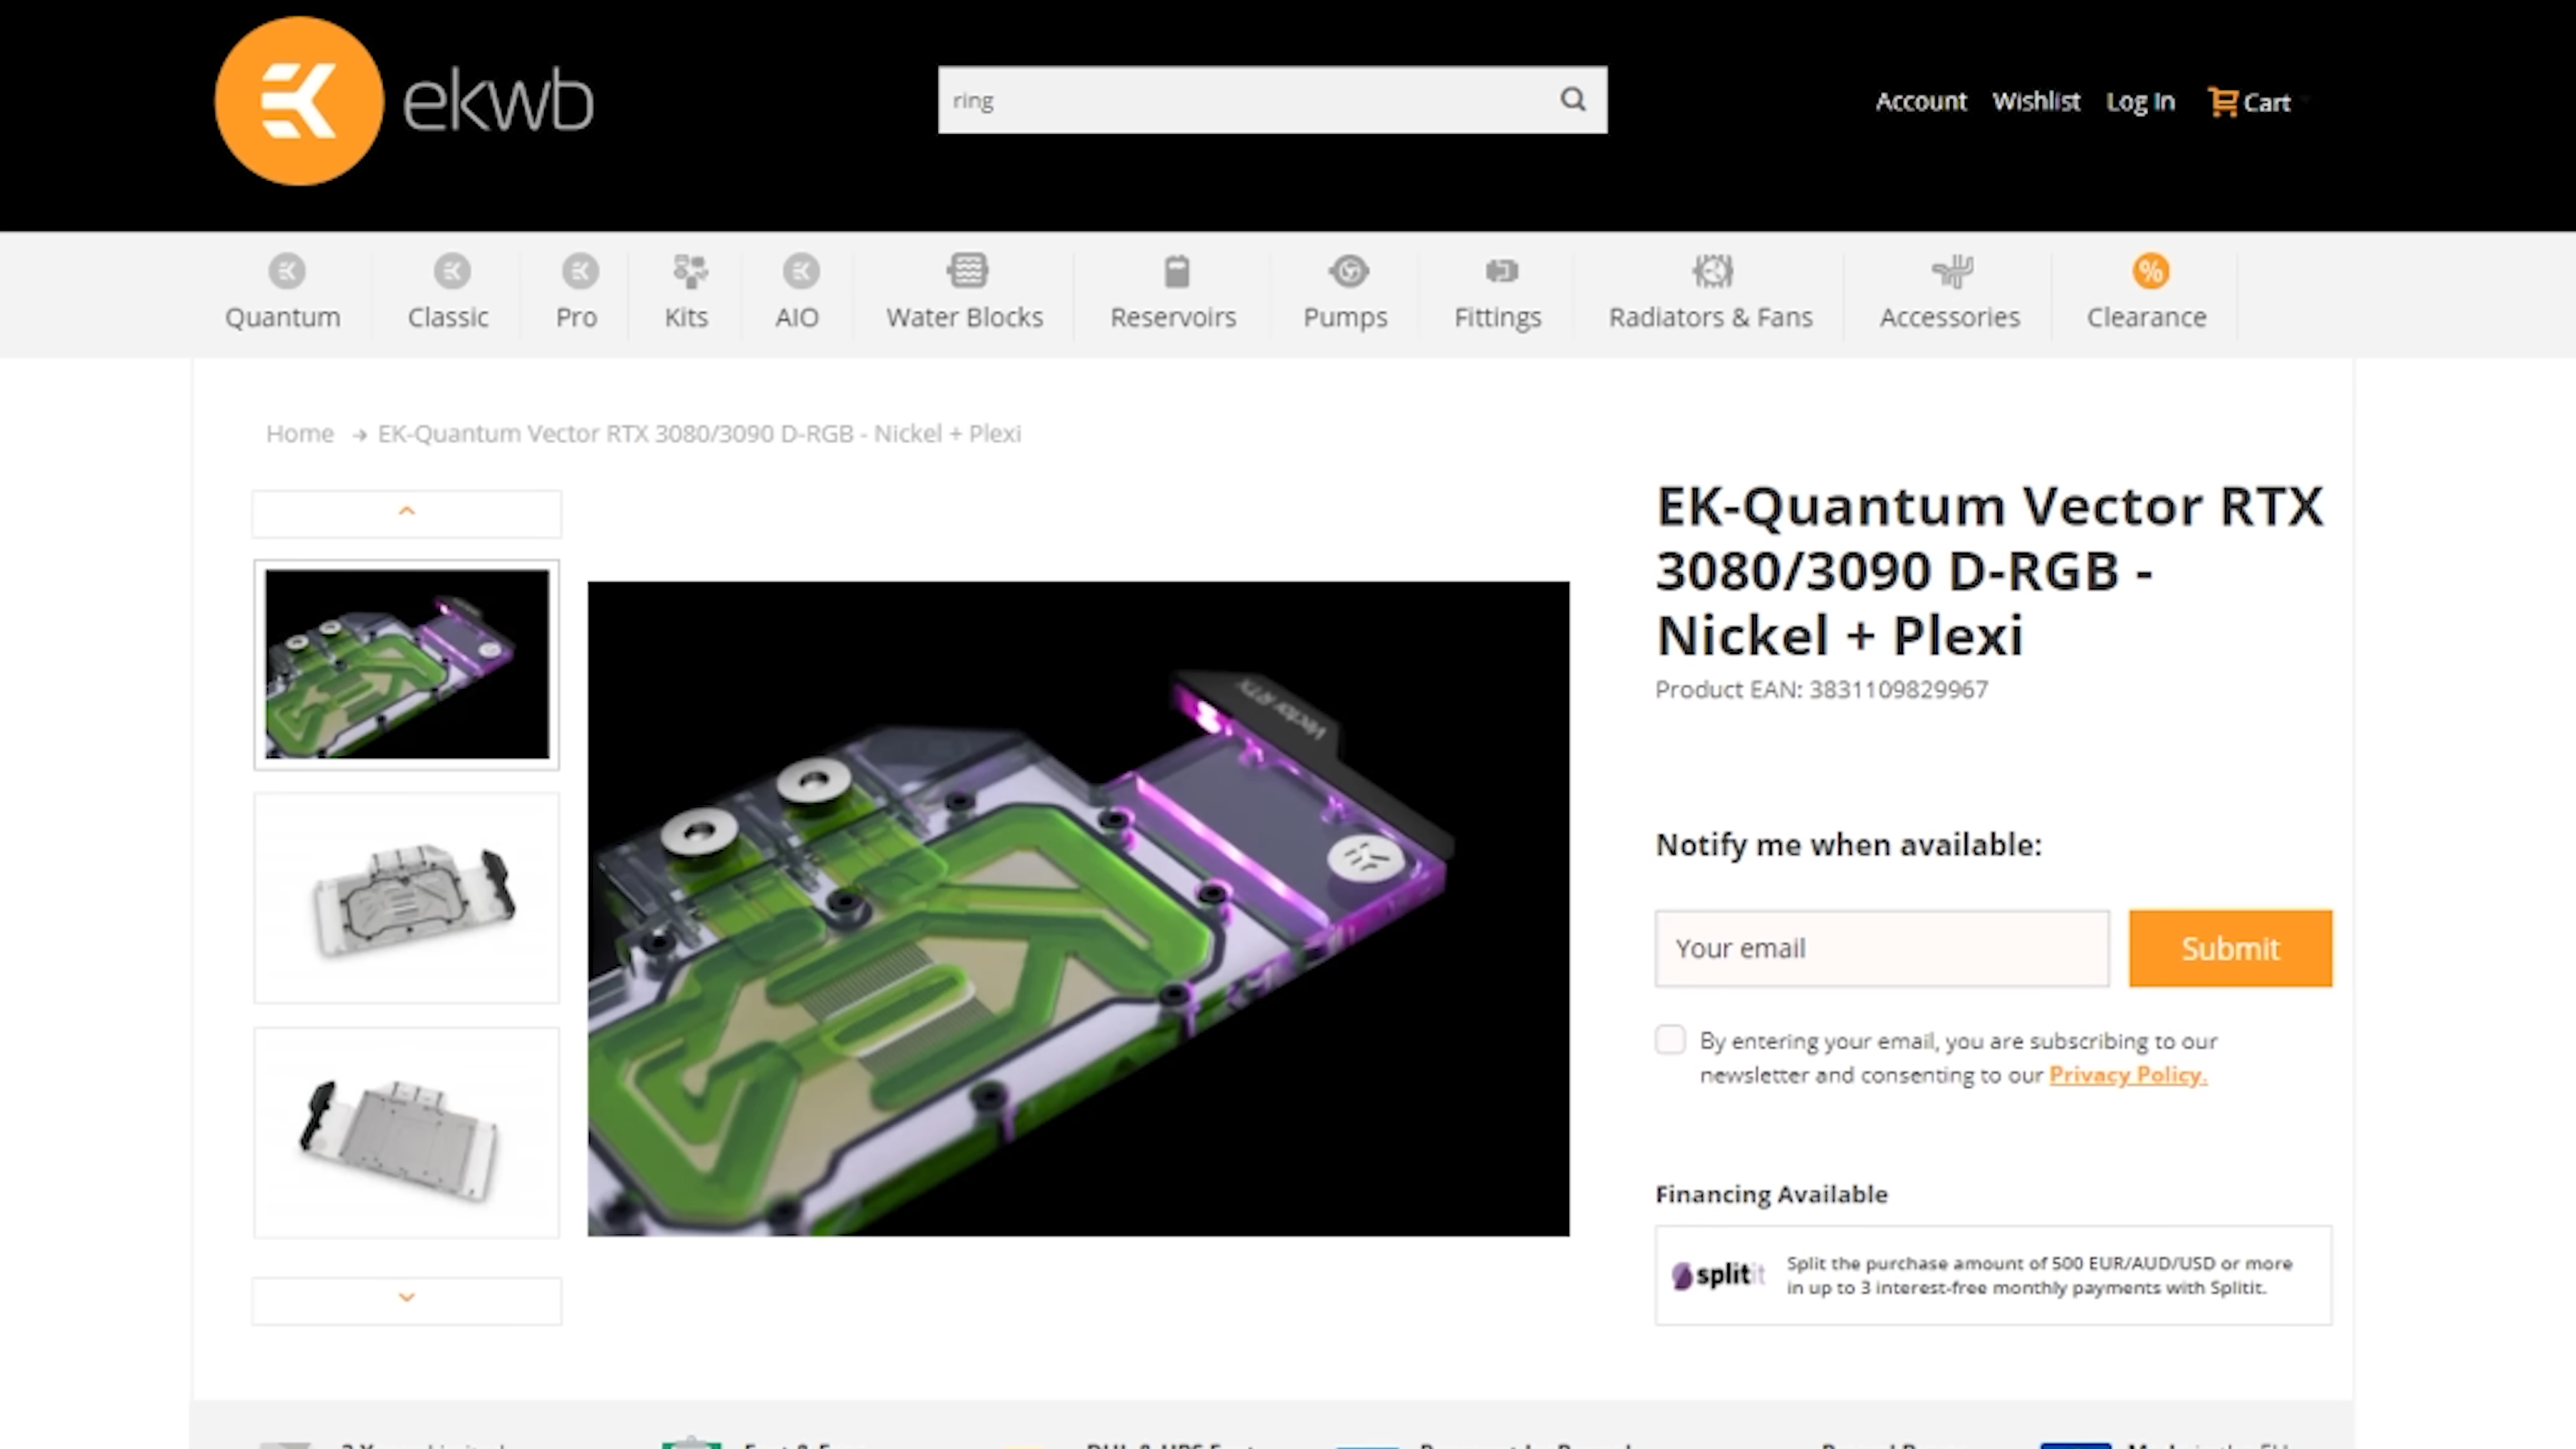 ekwb
ring
Account Wishlist Log In Cart
Quantum Classic Pro Kits AIO Water Blocks Reservoirs Pumps Fittings Radiators & Fans Accessories Clearance
Home → EK-Quantum Vector RTX 3080/3090 D-RGB - Nickel + Plexi
EK-Quantum Vector RTX
3080/3090 D-RGB -
Nickel + Plexi
Product EAN: 3831109829967
Vector RTX
Notify me when available:
Your email
Submit
By entering your email, you are subscribing to our
newsletter and consenting to our Privacy Policy.
Financing Available
splitit
Split the purchase amount of 500 EUR/AUD/USD or more
in up to 3 interest-free monthly payments with Splitit.